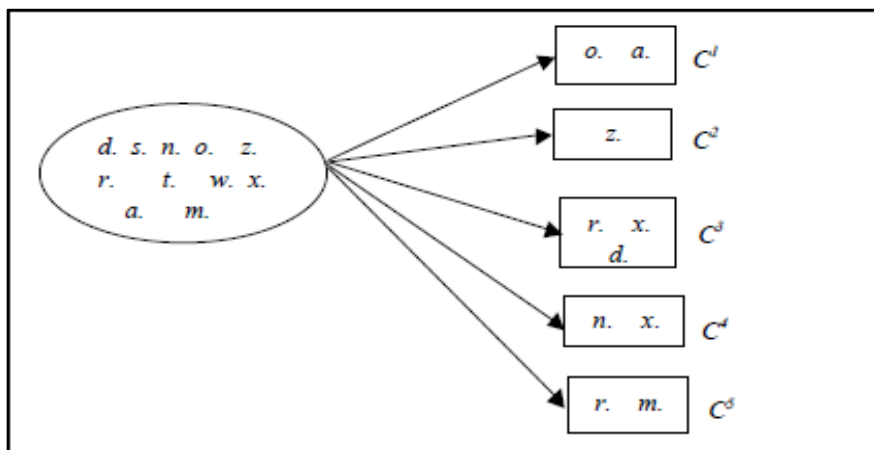 d. s. n. o. z.
r. t. w. x.
a. m.
o. a.
C¹
z.
C²
r. x.
d.
C³
n. x.
C⁴
r. m.
C⁵